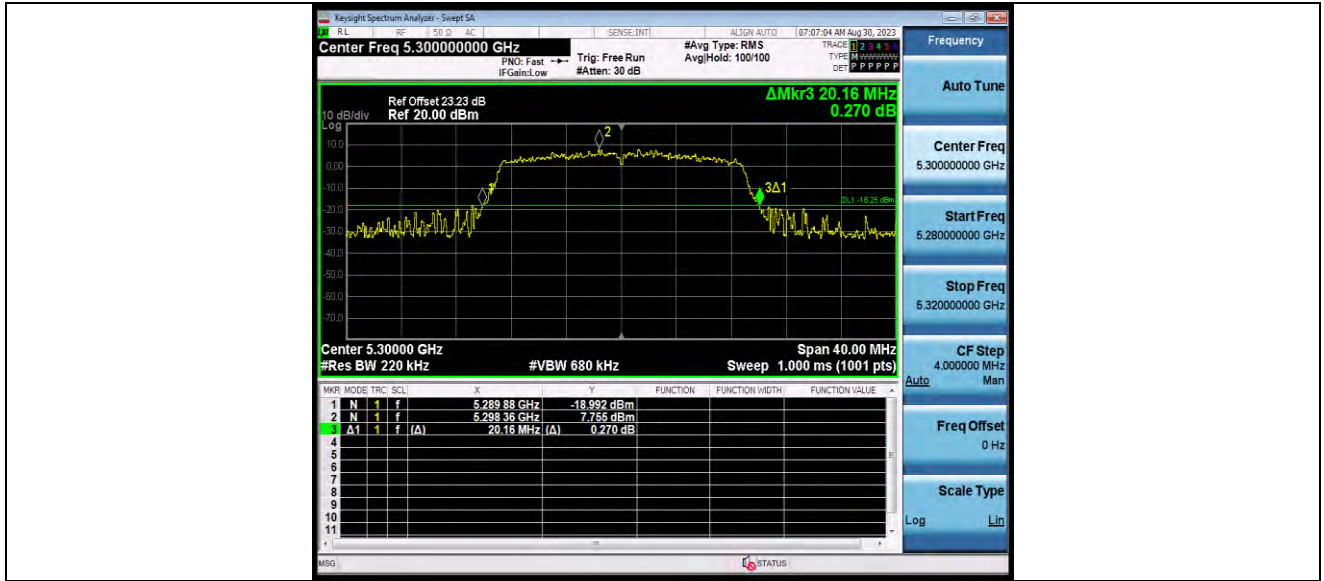 Keysight Spectrum Analyzer - Swept SA
RL RF 50 Ω AC SENSE:INT ALIGN AUTO 07:07:04 AM Aug 30, 2023
Center Freq 5.300000000 GHz
PNO: Fast
IFGain:Low
Trig: Free Run
#Atten: 30 dB
#Avg Type: RMS
Avg|Hold: 100/100
TRACE 1 2 3 4 5 6
TYPE M WWWWW
DET P P P P P P
ΔMkr3 20.16 MHz
0.270 dB
Ref Offset 23.23 dB
10 dB/div Ref 20.00 dBm
Log
10.0
0.00
-10.0
-20.0
-30.0
-40.0
-50.0
-60.0
-70.0
2
1
3Δ1
DL1 -18.25 dBm
Center 5.30000 GHz Span 40.00 MHz
#Res BW 220 kHz #VBW 680 kHz Sweep 1.000 ms (1001 pts)
MKR MODE TRC SCL X Y FUNCTION FUNCTION WIDTH FUNCTION VALUE
1 N 1 f 5.289 88 GHz -18.992 dBm
2 N 1 f 5.298 36 GHz 7.755 dBm
3 Δ1 1 f (Δ) 20.16 MHz (Δ) 0.270 dB
4
5
6
7
8
9
10
11
MSG STATUS
Frequency
Auto Tune
Center Freq
5.300000000 GHz
Start Freq
5.280000000 GHz
Stop Freq
5.320000000 GHz
CF Step
4.000000 MHz
Auto Man
Freq Offset
0 Hz
Scale Type
Log Lin